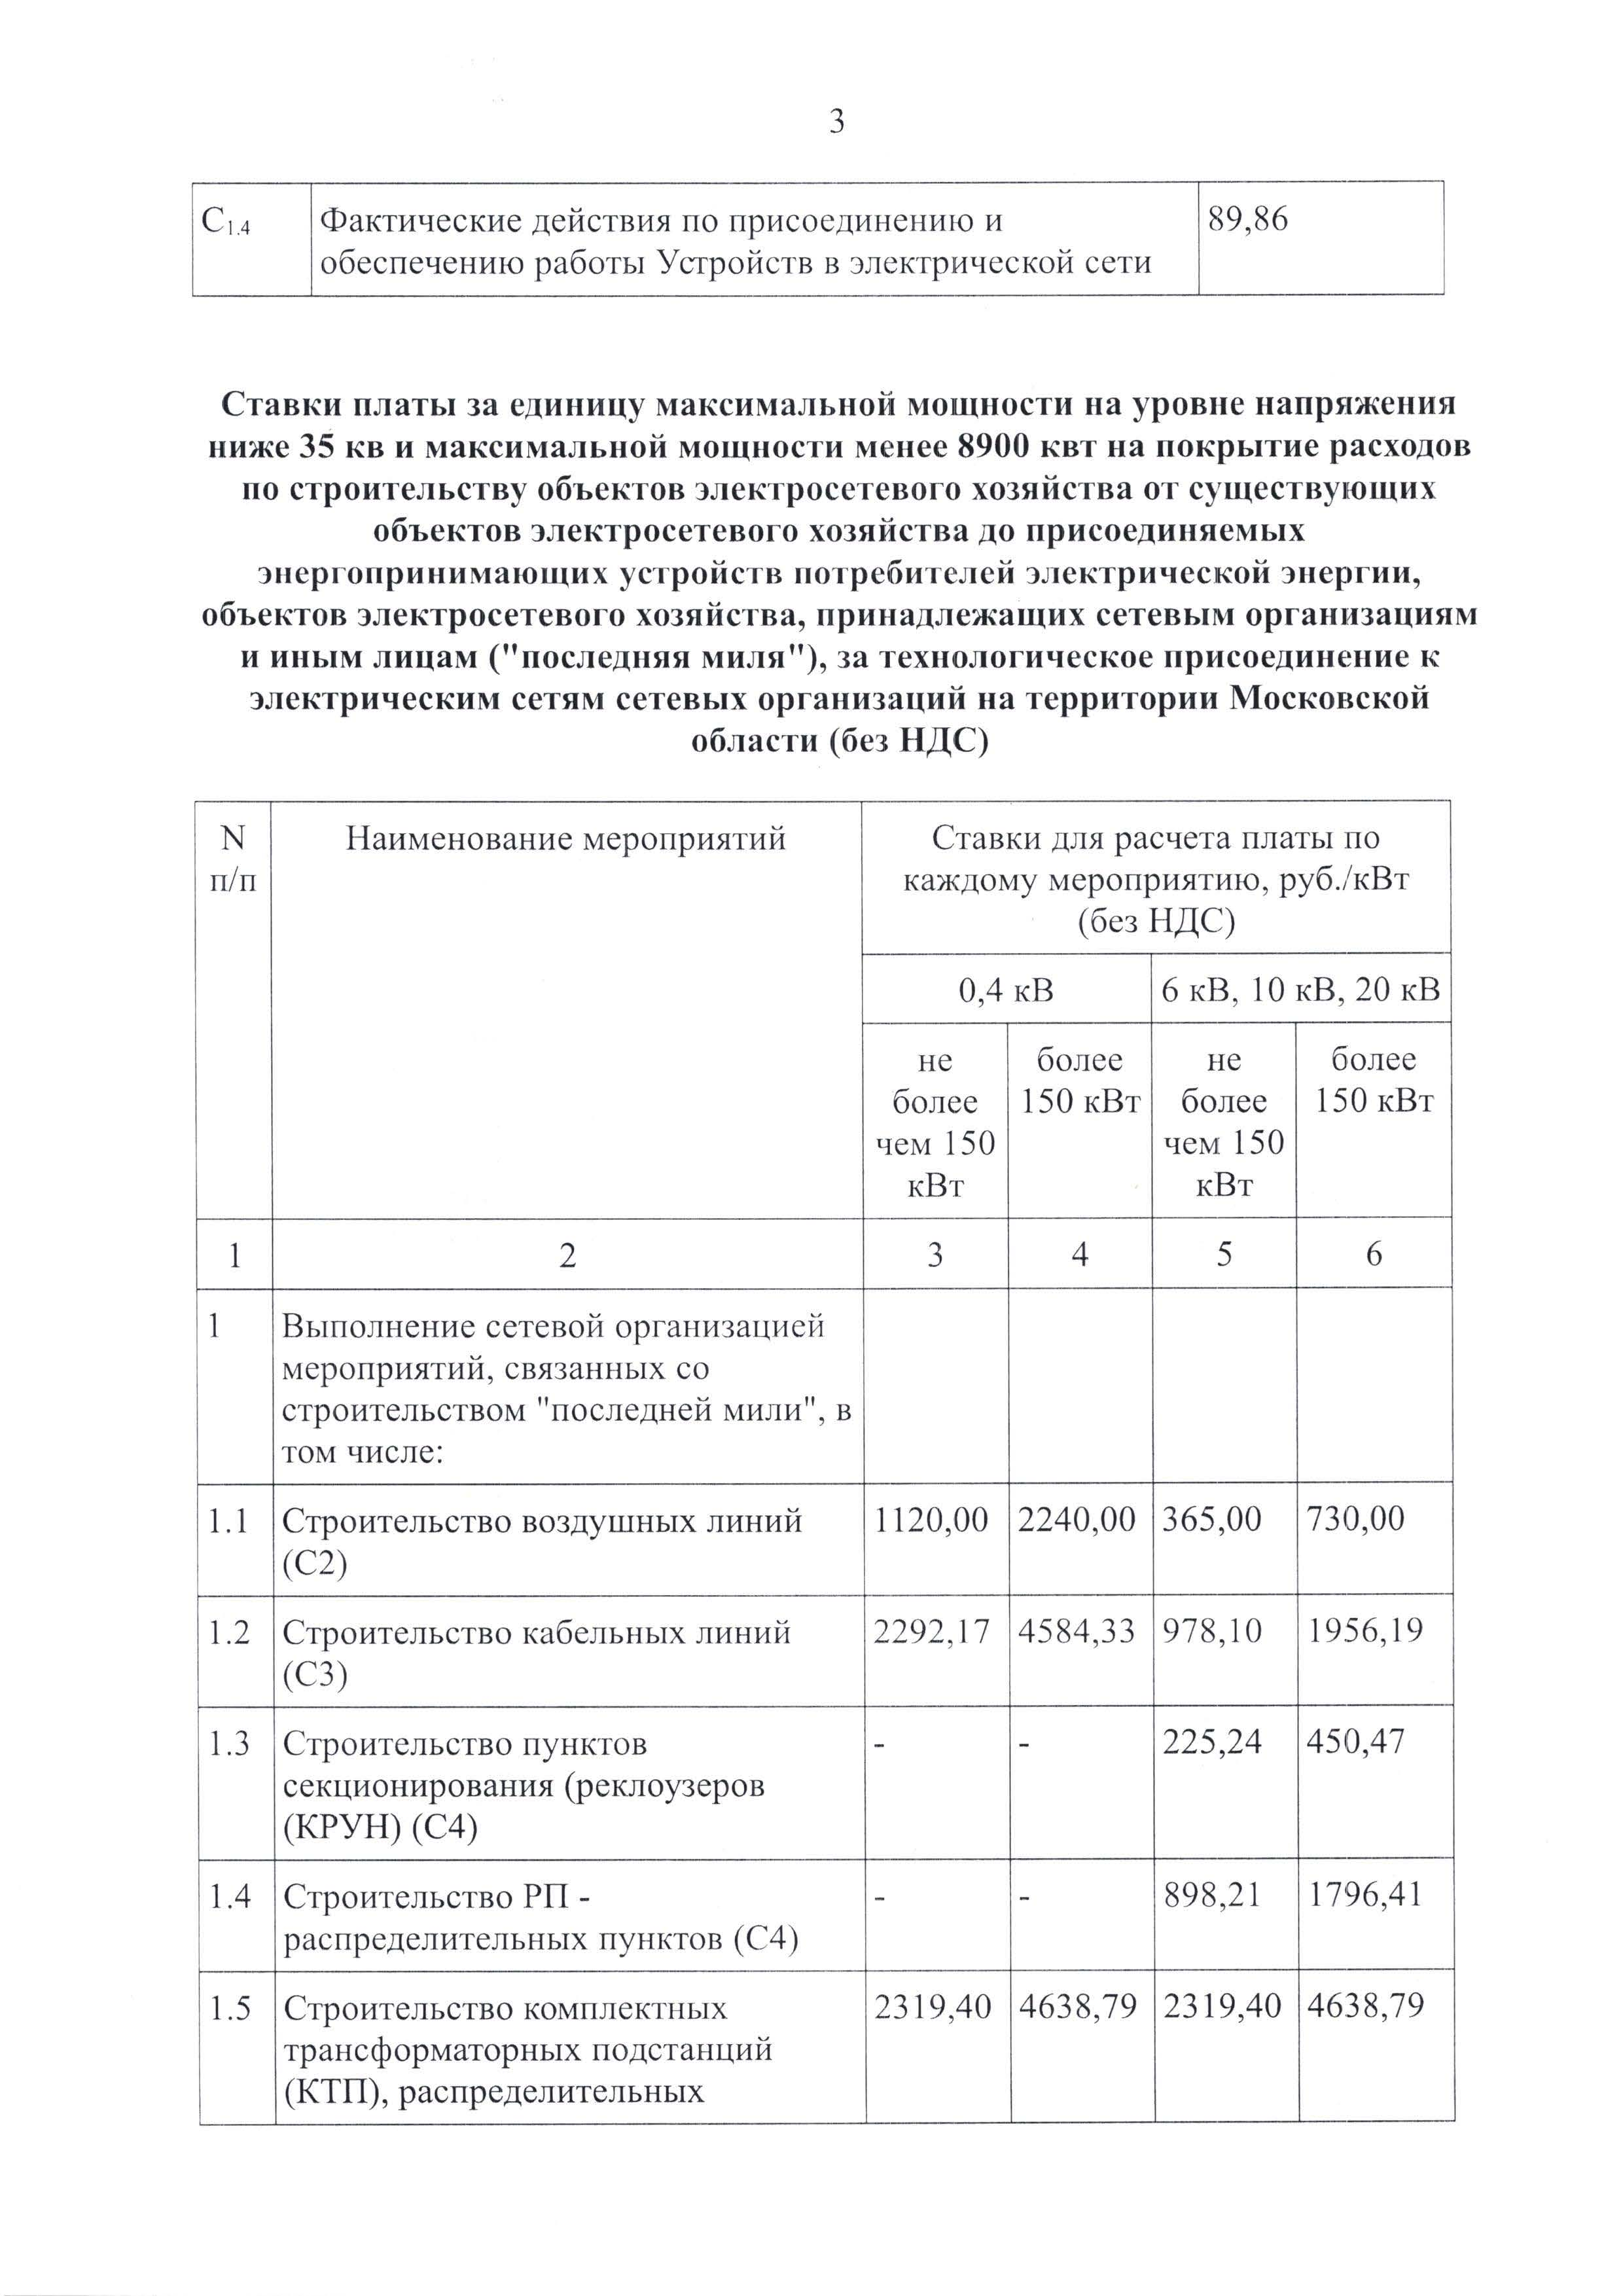 3
С1.4 Фактические действия по присоединению и 89,86
обеспечению работы Устройств в электрической сети
Ставки платы за единицу максимальной мощности на уровне напряжения
ниже 35 кв и максимальной мощности менее 8900 квт на покрытие расходов
по строительству объектов электросетевого хозяйства от существующих
объектов электросетевого хозяйства до присоединяемых
энергопринимающих устройств потребителей электрической энергии,
объектов электросетевого хозяйства, принадлежащих сетевым организациям
и иным лицам ("последняя миля"), за технологическое присоединение к
электрическим сетям сетевых организаций на территории Московской
области (без НДС)
N
п/п
Наименование мероприятий
Ставки для расчета платы по
каждому мероприятию, руб./кВт
(без НДС)
0,4 кВ 6 кВ, 10 кВ, 20 кВ
не
более
чем 150
кВт
более
150 кВт
не
более
чем 150
кВт
более
150 кВт
1 2 3 4 5 6
1 Выполнение сетевой организацией
мероприятий, связанных со
строительством "последней мили", в
том числе:
1.1 Строительство воздушных линий 1120,00 2240,00 365,00 730,00
(С2)
1.2 Строительство кабельных линий 2292,17 4584,33 978,10 1956,19
(С3)
1.3 Строительство пунктов - - 225,24 450,47
секционирования (реклоузеров
(КРУН) (С4)
1.4 Строительство РП - - - 898,21 1796,41
распределительных пунктов (С4)
1.5 Строительство комплектных 2319,40 4638,79 2319,40 4638,79
трансформаторных подстанций
(КТП), распределительных